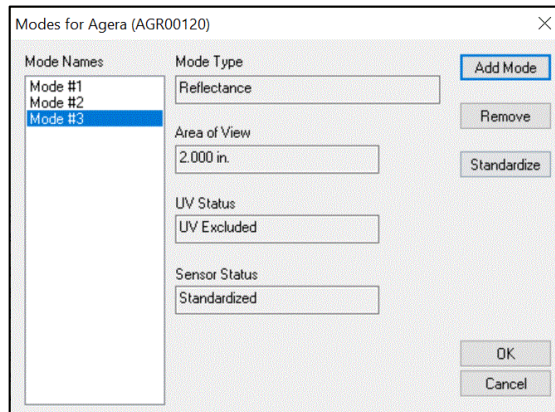 Modes for Agera (AGR00120)
Mode Names
Mode #1
Mode #2
Mode #3
Mode Type
Reflectance
Area of View
2.000 in.
UV Status
UV Excluded
Sensor Status
Standardized
Add Mode
Remove
Standardize
OK
Cancel